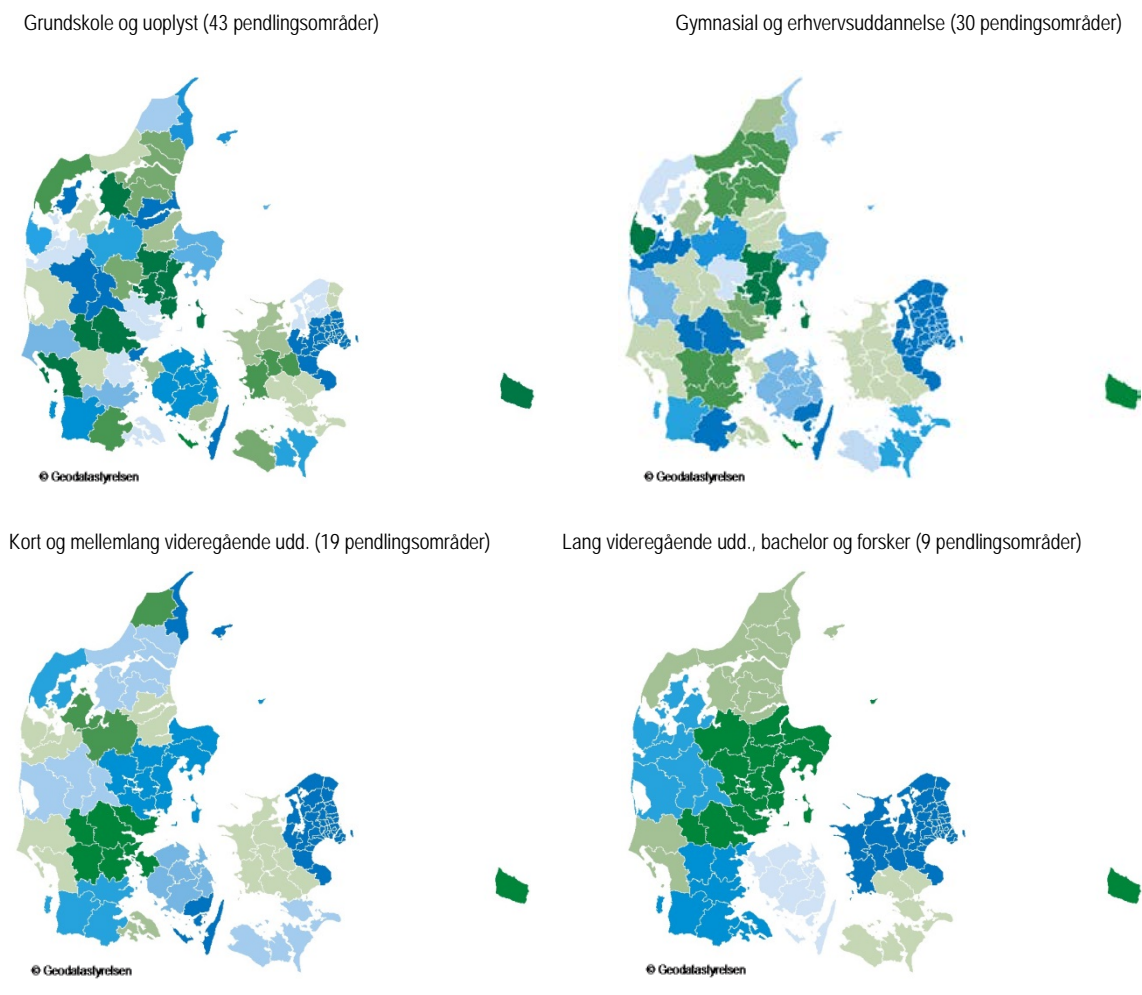 Grundskole og uoplyst (43 pendlingsområder)
Gymnasial og erhvervsuddannelse (30 pendingsområder)
© Geodatastyrelsen
© Geodatastyrelsen
Kort og mellemlang videregående udd. (19 pendlingsområder)
Lang videregående udd., bachelor og forsker (9 pendlingsområder)
© Geodatastyrelsen
© Geodatastyrelsen